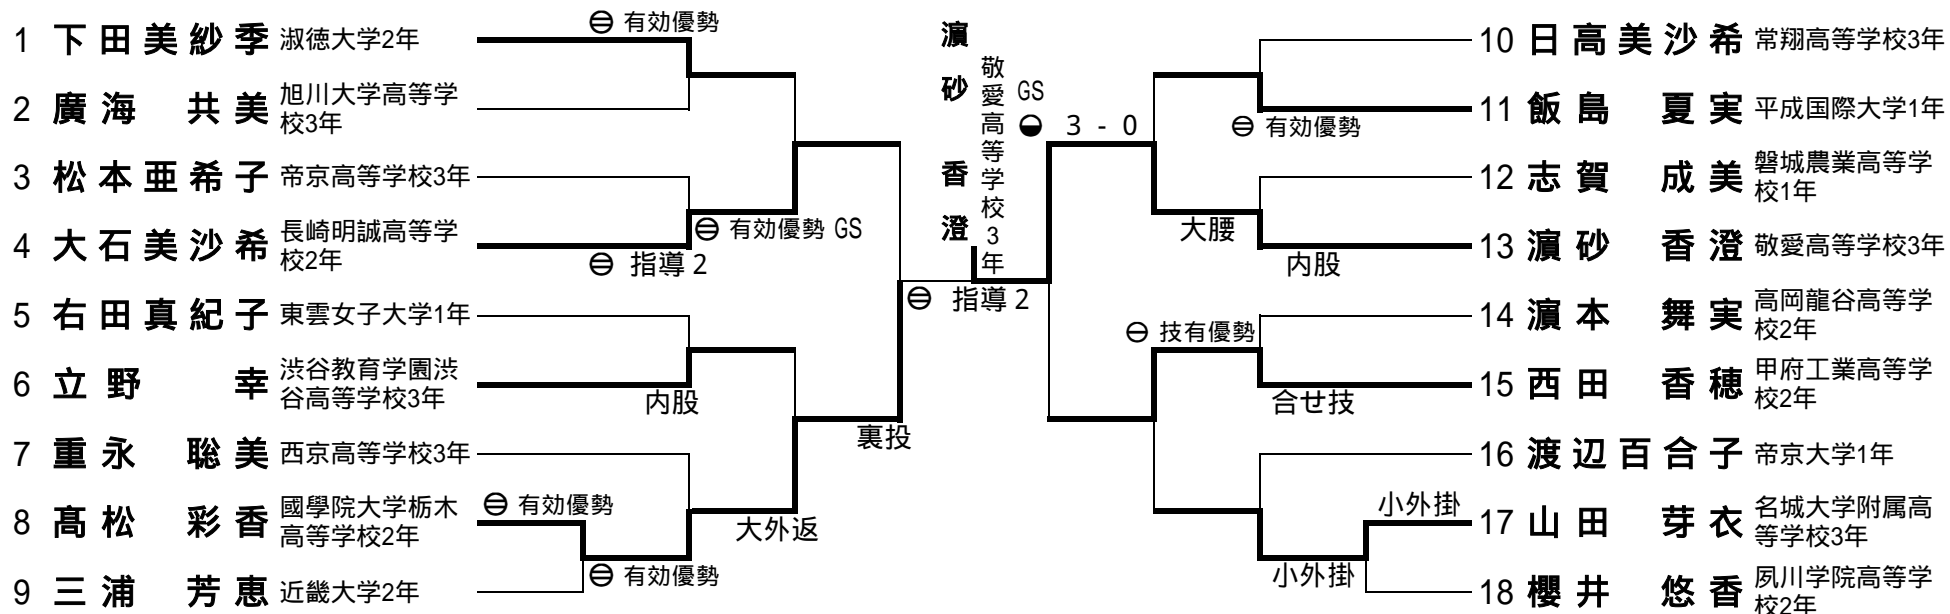 1 下田美紗季 淑徳大学2年
2 廣海 共美 旭川大学高等学
校3年
3 松本亜希子 帝京高等学校3年
4 大石美沙希 長崎明誠高等学
校2年
5 右田真紀子 東雲女子大学1年
6 立野 幸 渋谷教育学園渋
谷高等学校3年
7 重永 聡美 西京高等学校3年
8 髙松 彩香 國學院大学栃木
高等学校2年
9 三浦 芳恵 近畿大学2年
⊖ 有効優勢
⊖ 有効優勢 GS
⊖ 指導2
内股
⊖ 有効優勢
⊖ 有効優勢
大外返
裏投
⊖ 指導2
濵砂 香澄
敬愛高等学校3年
GS
3 - 0
⊖ 有効優勢
大腰
内股
⊖ 技有優勢
合せ技
小外掛
小外掛
10 日高美沙希 常翔高等学校3年
11 飯島 夏実 平成国際大学1年
12 志賀 成美 磐城農業高等学
校1年
13 濵砂 香澄 敬愛高等学校3年
14 濵本 舞実 高岡龍谷高等学
校2年
15 西田 香穂 甲府工業高等学
校2年
16 渡辺百合子 帝京大学1年
17 山田 芽衣 名城大学附属高
等学校3年
18 櫻井 悠香 夙川学院高等学
校2年